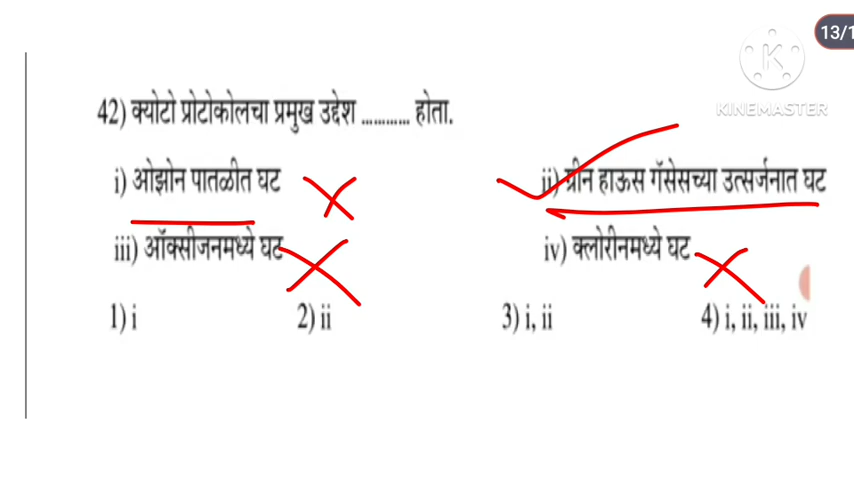 13/1
KINEMASTER
42) क्योटो प्रोटोकोलचा प्रमुख उद्देश ........... होता.
i) ओझोन पातळीत घट ii) ग्रीन हाऊस गॅसेसच्या उत्सर्जनात घट
iii) ऑक्सीजनमध्ये घट iv) क्लोरीनमध्ये घट
1) i 2) ii 3) i, ii 4) i, ii, iii, iv